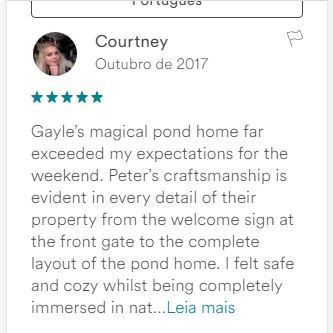 Português
Courtney
Outubro de 2017
Gayle's magical pond home far
exceeded my expectations for the
weekend. Peter's craftsmanship is
evident in every detail of their
property from the welcome sign at
the front gate to the complete
layout of the pond home. I felt safe
and cozy whilst being completely
immersed in nat...Leia mais